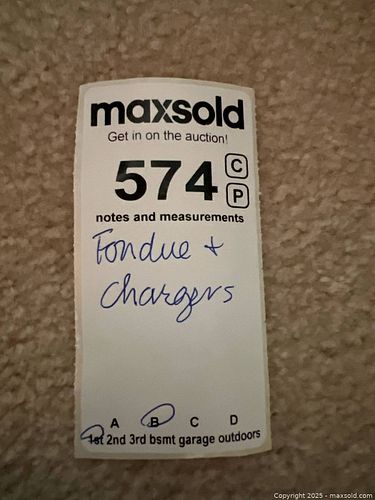 maxsold
Get in on the auction!
574 C
P
notes and measurements
Fondue +
chargers
A B C D
1st 2nd 3rd bsmt garage outdoors
Copyright © 2025 - maxsold.com